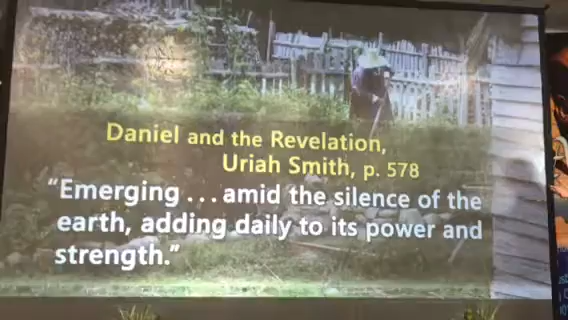 Daniel and the Revelation,
Uriah Smith, p. 578
“Emerging . . . amid the silence of the
earth, adding daily to its power and
strength.”